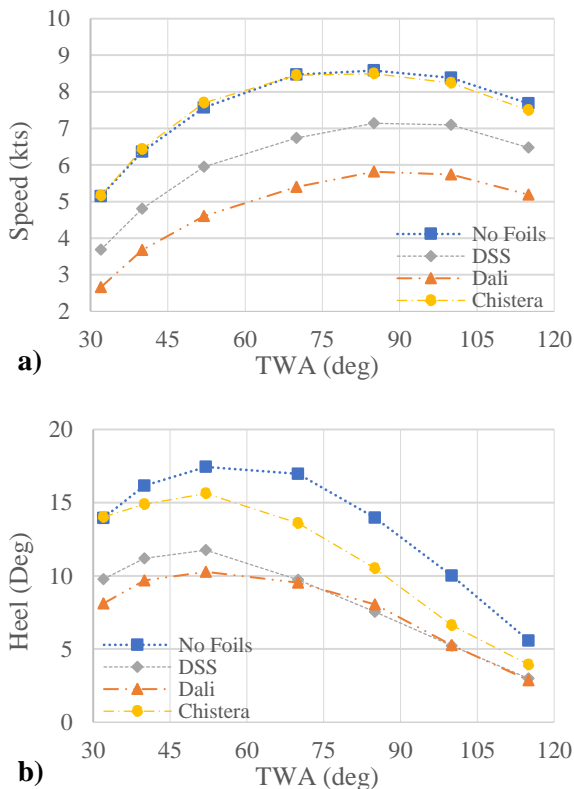 10
9
8
7
6
5
4
3
2
Speed (kts)
No Foils
DSS
Dali
Chistera
30 45 60 75 90 105 120
a)
TWA (deg)
20
15
10
5
0
Heel (Deg)
No Foils
DSS
Dali
Chistera
30 45 60 75 90 105 120
b)
TWA (deg)